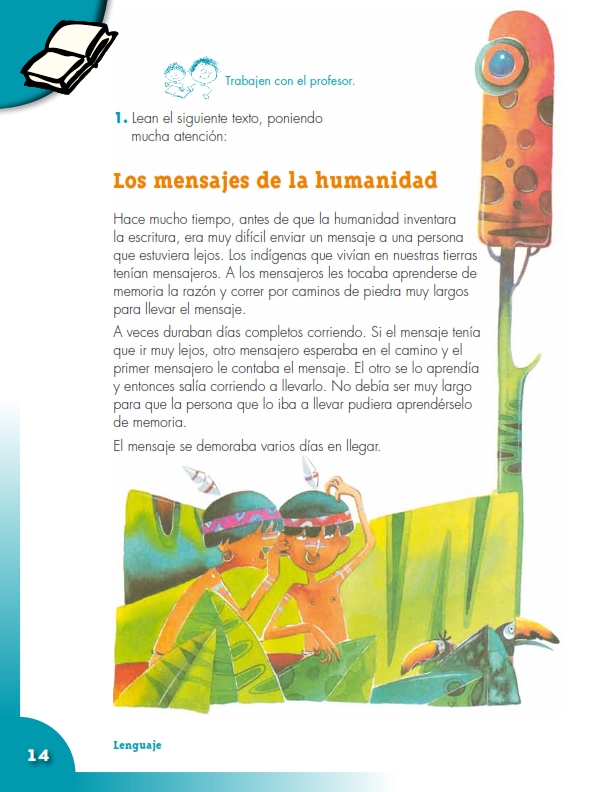 Trabajen con el profesor.
1. Lean el siguiente texto, poniendo
mucha atención:
Los mensajes de la humanidad
Hace mucho tiempo, antes de que la humanidad inventara
la escritura, era muy difícil enviar un mensaje a una persona
que estuviera lejos. Los indígenas que vivían en nuestras tierras
tenían mensajeros. A los mensajeros les tocaba aprenderse de
memoria la razón y correr por caminos de piedra muy largos
para llevar el mensaje.
A veces duraban días completos corriendo. Si el mensaje tenía
que ir muy lejos, otro mensajero esperaba en el camino y el
primer mensajero le contaba el mensaje. El otro se lo aprendía
y entonces salía corriendo a llevarlo. No debía ser muy largo
para que la persona que lo iba a llevar pudiera aprendérselo
de memoria.
El mensaje se demoraba varios días en llegar.
14
Lenguaje